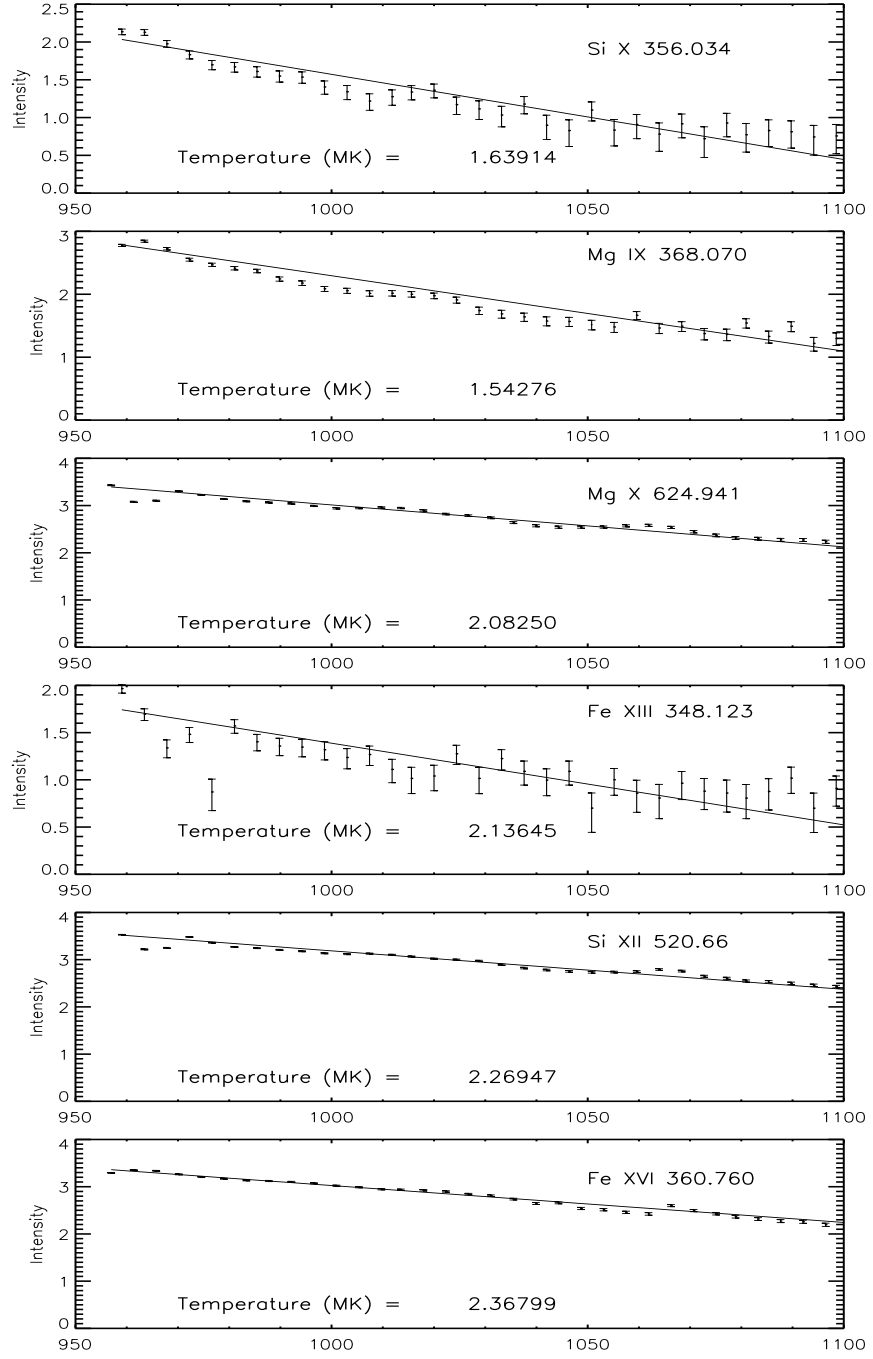 2.5
2.0
1.5
1.0
0.5
0.0
Intensity
Si X 356.034
Temperature (MK) = 1.63914
950 1000 1050 1100
3
2
1
0
Intensity
Mg IX 368.070
Temperature (MK) = 1.54276
950 1000 1050 1100
4
3
2
1
0
Intensity
Mg X 624.941
Temperature (MK) = 2.08250
950 1000 1050 1100
2.0
1.5
1.0
0.5
0.0
Intensity
Fe XIII 348.123
Temperature (MK) = 2.13645
950 1000 1050 1100
4
3
2
1
0
Intensity
Si XII 520.66
Temperature (MK) = 2.26947
950 1000 1050 1100
4
3
2
1
0
Intensity
Fe XVI 360.760
Temperature (MK) = 2.36799
950 1000 1050 1100